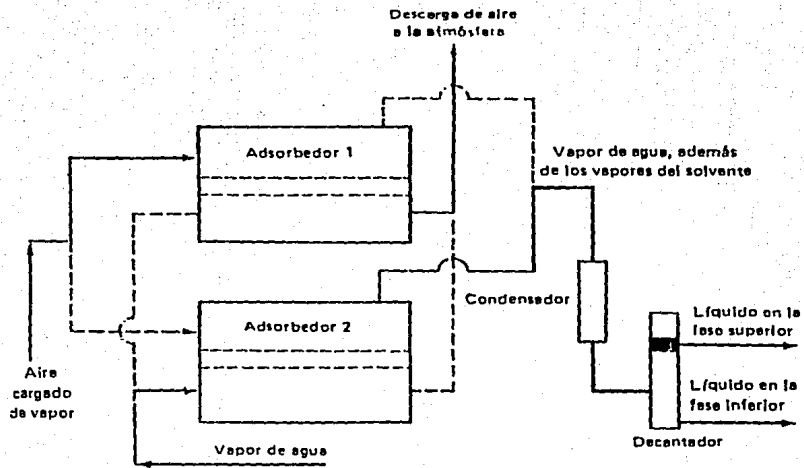 Descarga de aire
a la atmósfera
Adsorbedor 1
Vapor de agua, además
de los vapores del solvente
Condensador
Adsorbedor 2
Líquido en la
fase superior
Aire
cargado
de vapor
Líquido en la
fase inferior
Decantador
Vapor de agua